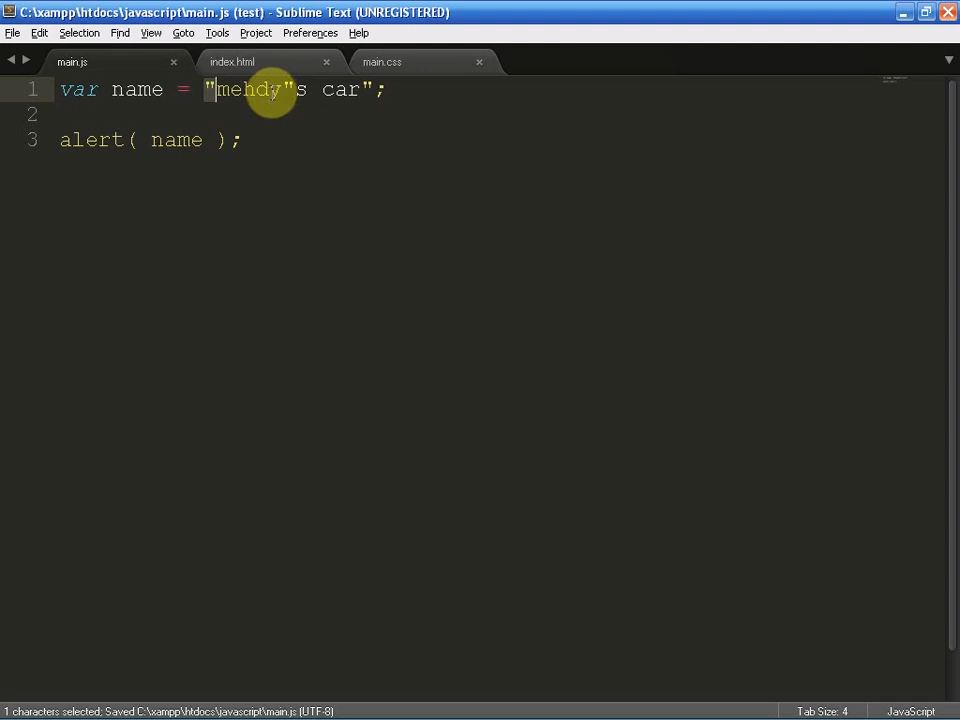 C:\xampp\htdocs\javascript\main.js (test) - Sublime Text (UNREGISTERED)
File Edit Selection Find View Goto Tools Project Preferences Help
main.js index.html main.css
1 var name = "mehdy"s car";
2
3 alert( name );
1 characters selected; Saved C:\xampp\htdocs\javascript\main.js (UTF-8) Tab Size: 4 JavaScript